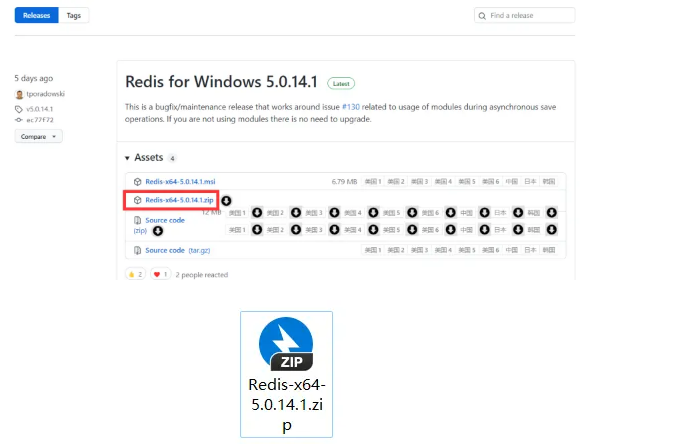 Releases Tags Find a release
5 days ago
tporadowski
v5.0.14.1
ec77f72
Compare
Redis for Windows 5.0.14.1 Latest
This is a bugfix/maintenance release that works around issue #130 related to usage of modules during asynchronous save
operations. If you are not using modules there is no need to upgrade.
Assets 4
Redis-x64-5.0.14.1.msi 6.79 MB 美国1 美国2 美国3 美国4 美国5 美国6 中国 日本 韩国
Redis-x64-5.0.14.1.zip
12 MB 美国1 美国2 美国3 美国4 美国5 美国6 中国 日本 韩国
Source code
(zip) 美国1 美国2 美国3 美国4 美国5 美国6 中国 日本 韩国
Source code (tar.gz) 美国1 美国2 美国3 美国4 美国5 美国6 中国 日本 韩国
2 1 2 people reacted
ZIP
Redis-x64-
5.0.14.1.zi
p